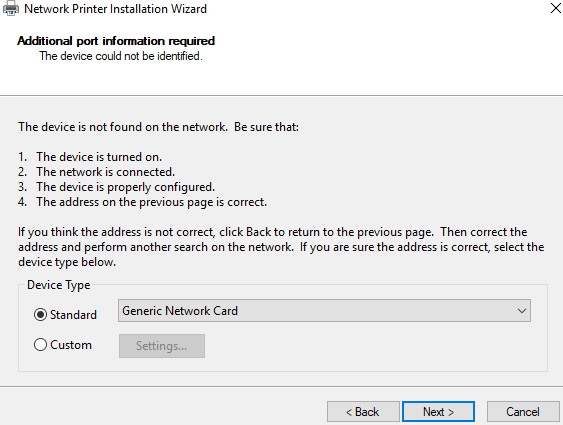 Network Printer Installation Wizard
Additional port information required
The device could not be identified.
The device is not found on the network.  Be sure that:
1.  The device is turned on.
2.  The network is connected.
3.  The device is properly configured.
4.  The address on the previous page is correct.
If you think the address is not correct, click Back to return to the previous page.  Then correct the
address and perform another search on the network.  If you are sure the address is correct, select the
device type below.
Device Type
Standard Generic Network Card
Custom Settings...
< Back Next > Cancel